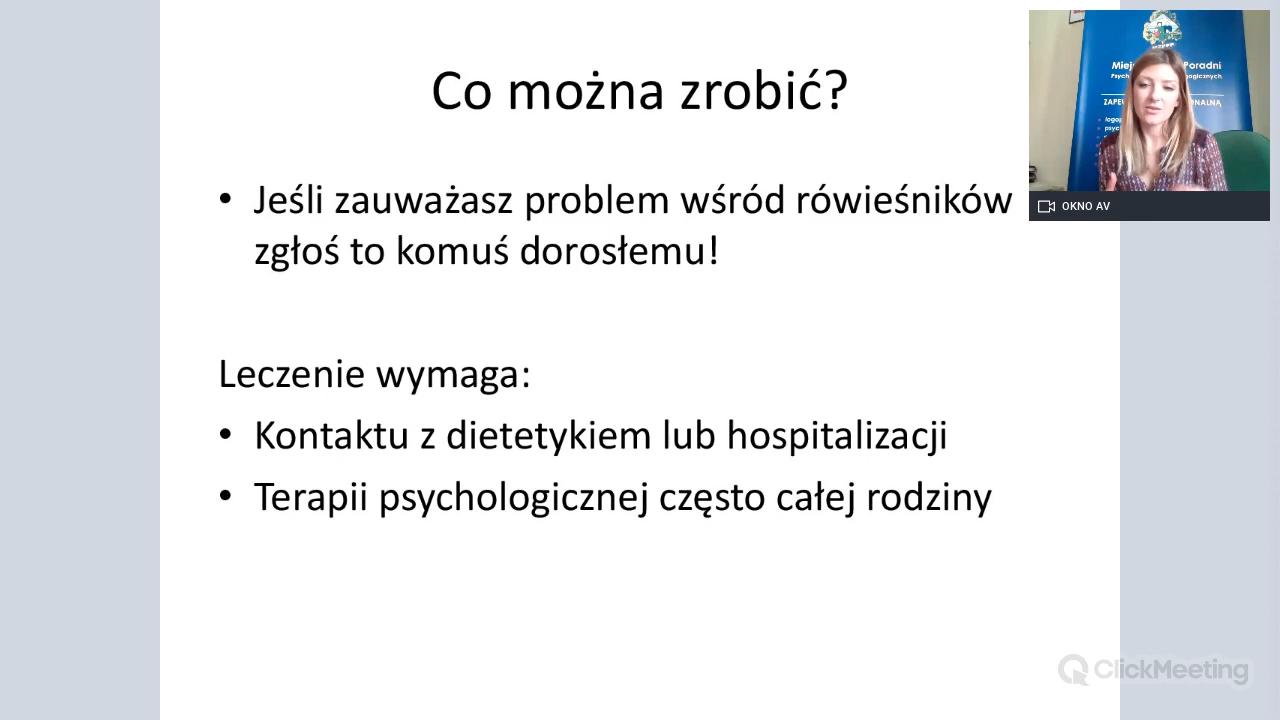 Co można zrobić?
• Jeśli zauważasz problem wśród rówieśników
zgłoś to komuś dorosłemu!
Leczenie wymaga:
• Kontaktu z dietetykiem lub hospitalizacji
• Terapii psychologicznej często całej rodziny
Poradni
OKNO AV
ClickMeeting